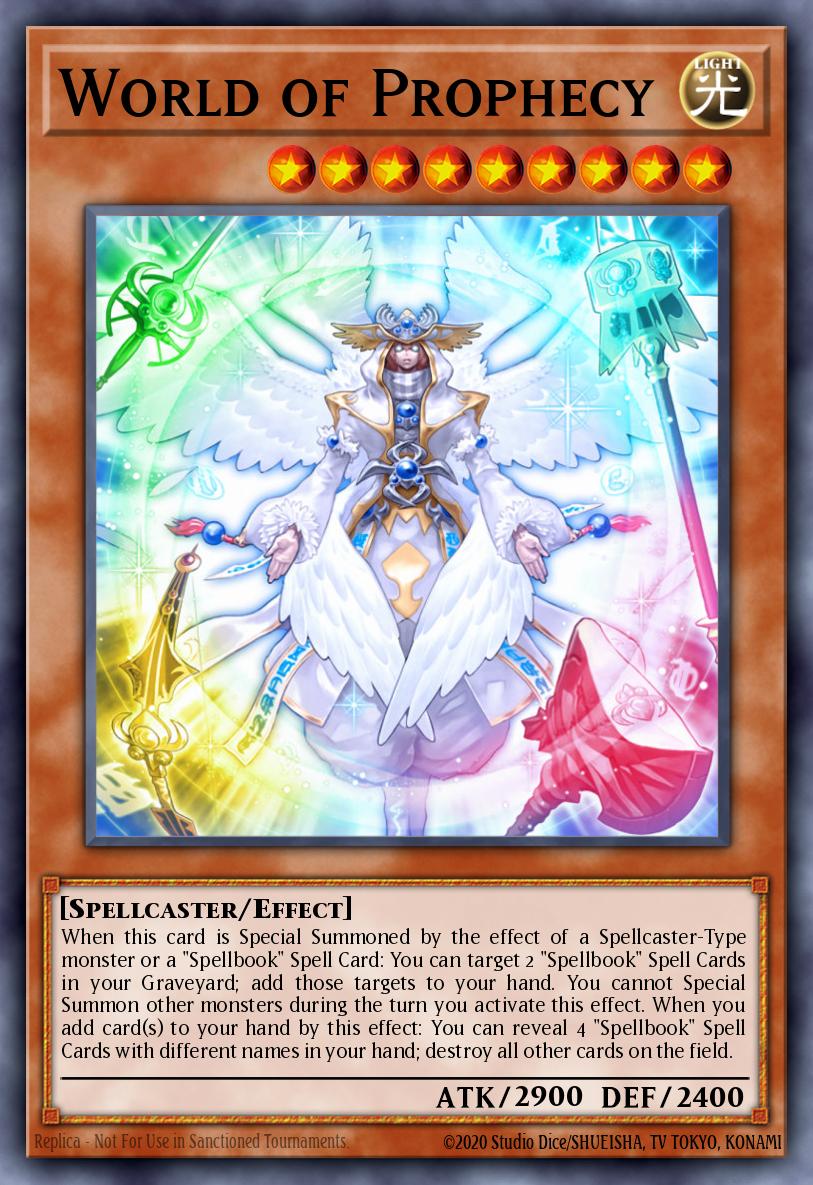 World of Prophecy
LIGHT
光
[Spellcaster/Effect]
When this card is Special Summoned by the effect of a Spellcaster-Type
monster or a "Spellbook" Spell Card: You can target 2 "Spellbook" Spell Cards
in your Graveyard; add those targets to your hand. You cannot Special
Summon other monsters during the turn you activate this effect. When you
add card(s) to your hand by this effect: You can reveal 4 "Spellbook" Spell
Cards with different names in your hand; destroy all other cards on the field.
ATK/2900 DEF/2400
Replica - Not For Use in Sanctioned Tournaments.
©2020 Studio Dice/SHUEISHA, TV TOKYO, KONAMI